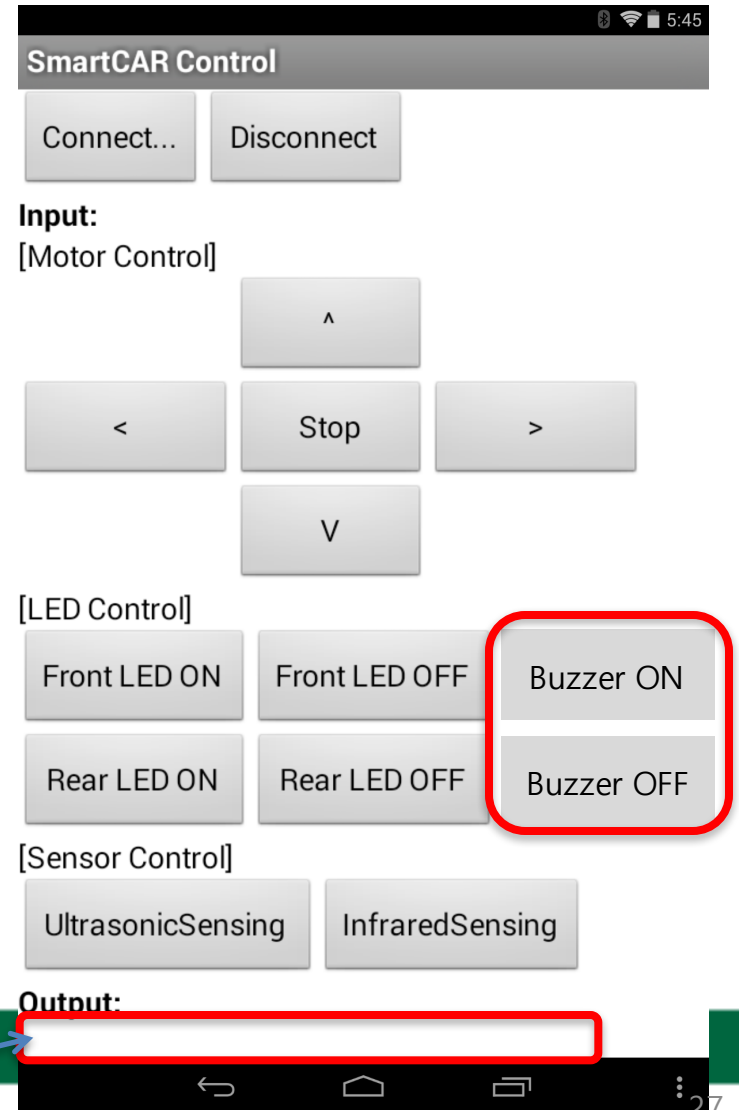 5:45
SmartCAR Control
Connect... Disconnect
Input:
[Motor Control]
^
< Stop >
V
[LED Control]
Front LED ON Front LED OFF Buzzer ON
Rear LED ON Rear LED OFF Buzzer OFF
[Sensor Control]
UltrasonicSensing InfraredSensing
Output:
27